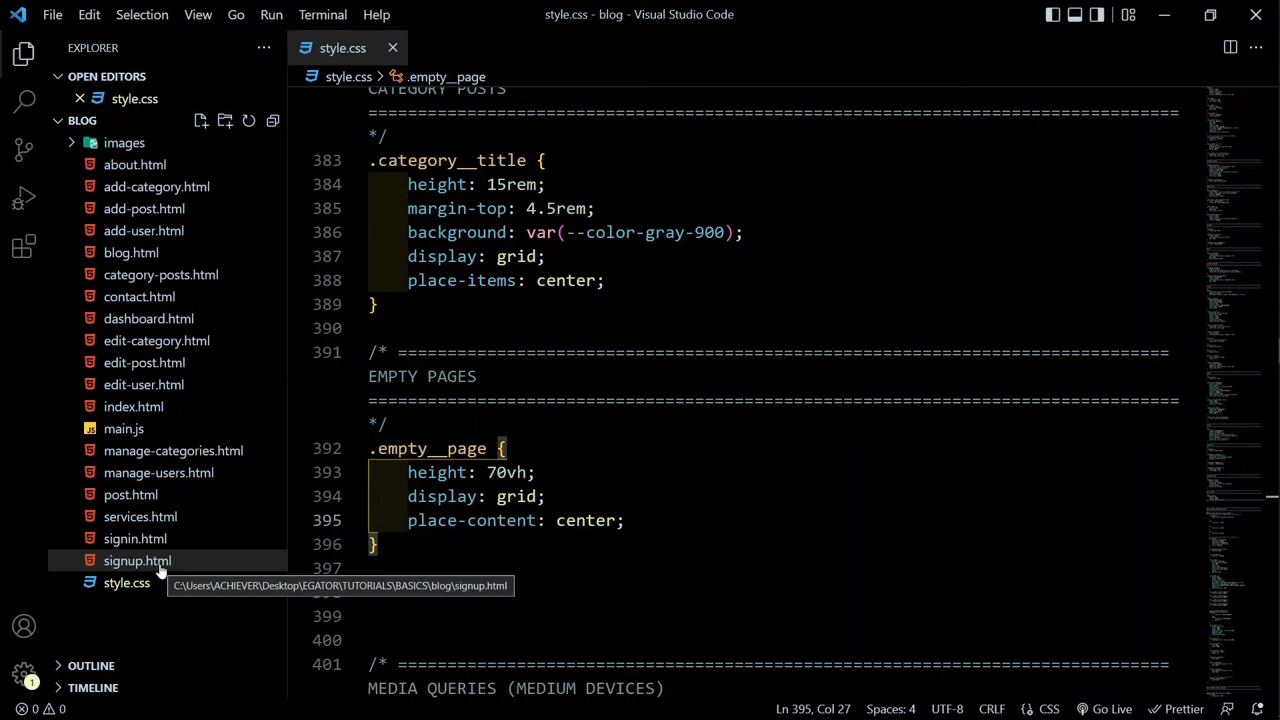 File Edit Selection View Go Run Terminal Help
style.css - blog - Visual Studio Code
EXPLORER
OPEN EDITORS
style.css
BLOG
images
about.html
add-category.html
add-post.html
add-user.html
blog.html
category-posts.html
contact.html
dashboard.html
edit-category.html
edit-post.html
edit-user.html
index.html
JS main.js
manage-categories.html
manage-users.html
post.html
services.html
signin.html
signup.html
style.css
C:\Users\ACHIEVER\Desktop\EGATORTUTORIALS\BASICS\blog\signup.html
OUTLINE
TIMELINE
1
style.css
style.css > .empty__page
CATEGORY POSTS
==============================================================================
*/
383 .category__title {
384 height: 15rem;
385 margin-top: 4.5rem;
386 background: var(--color-gray-900);
387 display: grid;
388 place-items: center;
389 }
390
391 /* ==============================================================================
EMPTY PAGES
==============================================================================
*/
392 .empty__page {
393 height: 70vh;
394 display: grid;
395 place-content: center;
396 }
397
399
400
401 /* ==============================================================================
MEDIA QUERIES (MEDIUM DEVICES)
0 0
Ln 395, Col 27 Spaces: 4 UTF-8 CRLF {} CSS Go Live Prettier